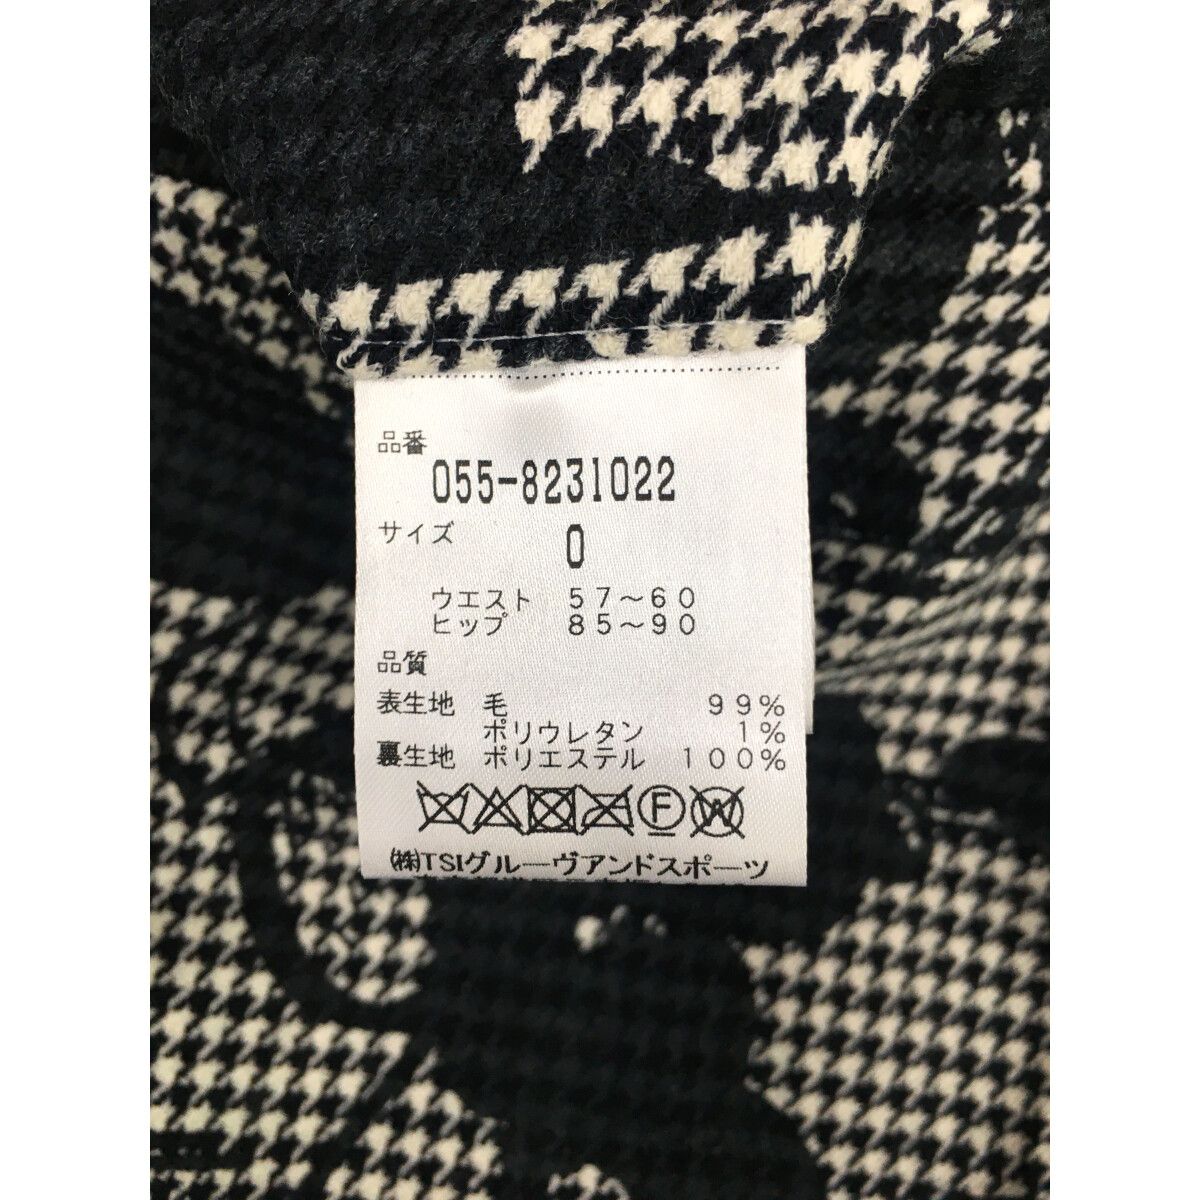 品番
055-8231022
サイズ 0
ウエスト 57～60
ヒップ 85～90
品質
表生地 毛 99%
ポリウレタン 1%
裏生地 ポリエステル 100%
F W
㈱TSIグルーヴアンドスポーツ